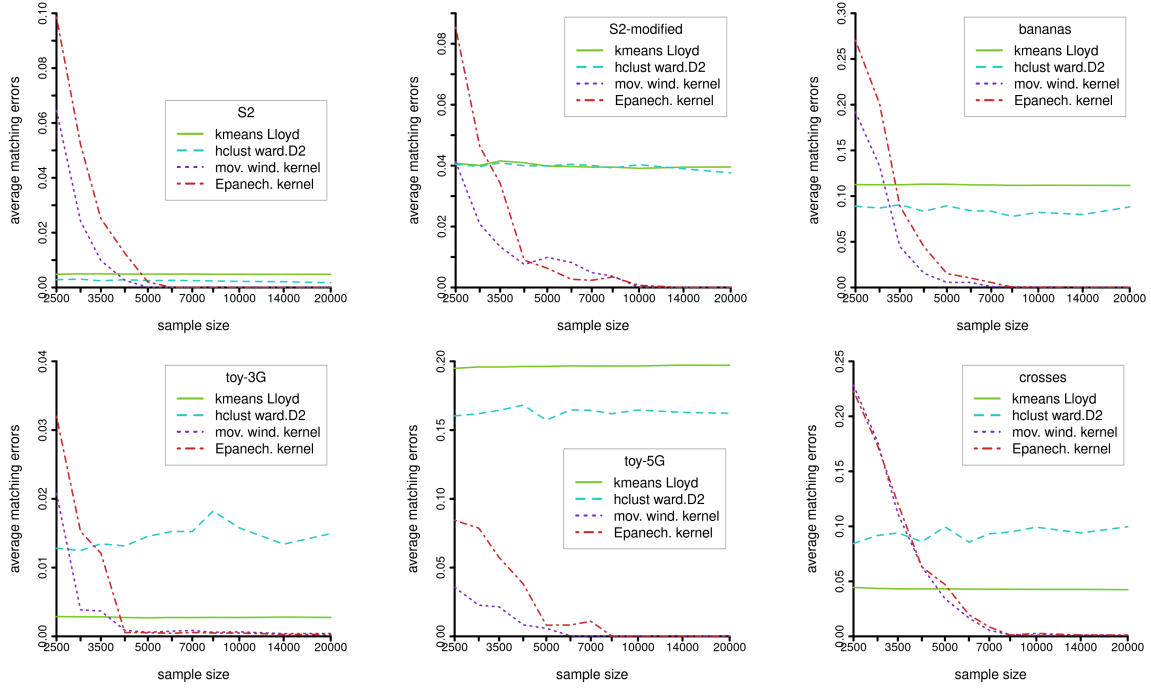 S2
kmeans Lloyd
hclust ward.D2
mov. wind. kernel
Epanech. kernel
average matching errors
0.00 0.02 0.04 0.06 0.08 0.10
2500 3500 5000 7000 10000 14000 20000
sample size
S2-modified
kmeans Lloyd
hclust ward.D2
mov. wind. kernel
Epanech. kernel
average matching errors
0.00 0.02 0.04 0.06 0.08
2500 3500 5000 7000 10000 14000 20000
sample size
bananas
kmeans Lloyd
hclust ward.D2
mov. wind. kernel
Epanech. kernel
average matching errors
0.00 0.05 0.10 0.15 0.20 0.25 0.30
2500 3500 5000 7000 10000 14000 20000
sample size
toy-3G
kmeans Lloyd
hclust ward.D2
mov. wind. kernel
Epanech. kernel
average matching errors
0.00 0.01 0.02 0.03 0.04
2500 3500 5000 7000 10000 14000 20000
sample size
toy-5G
kmeans Lloyd
hclust ward.D2
mov. wind. kernel
Epanech. kernel
average matching errors
0.00 0.05 0.10 0.15 0.20
2500 3500 5000 7000 10000 14000 20000
sample size
crosses
kmeans Lloyd
hclust ward.D2
mov. wind. kernel
Epanech. kernel
average matching errors
0.00 0.05 0.10 0.15 0.20 0.25
2500 3500 5000 7000 10000 14000 20000
sample size